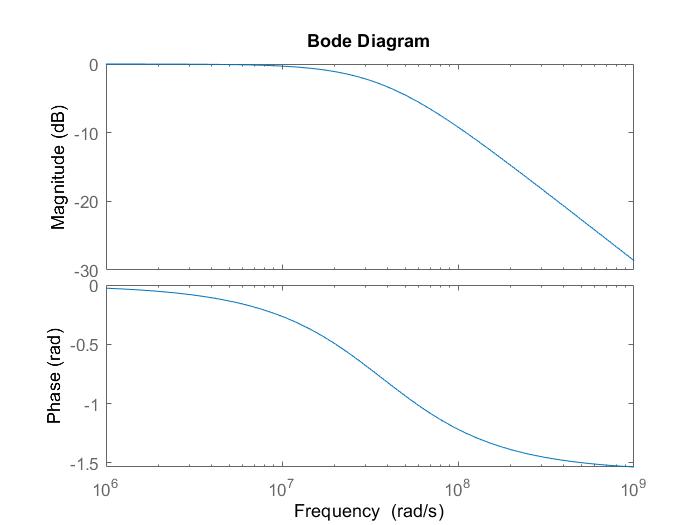 Bode Diagram
Magnitude (dB)
0
-10
-20
-30
Phase (rad)
0
-0.5
-1
-1.5
10^6 10^7 10^8 10^9
Frequency (rad/s)